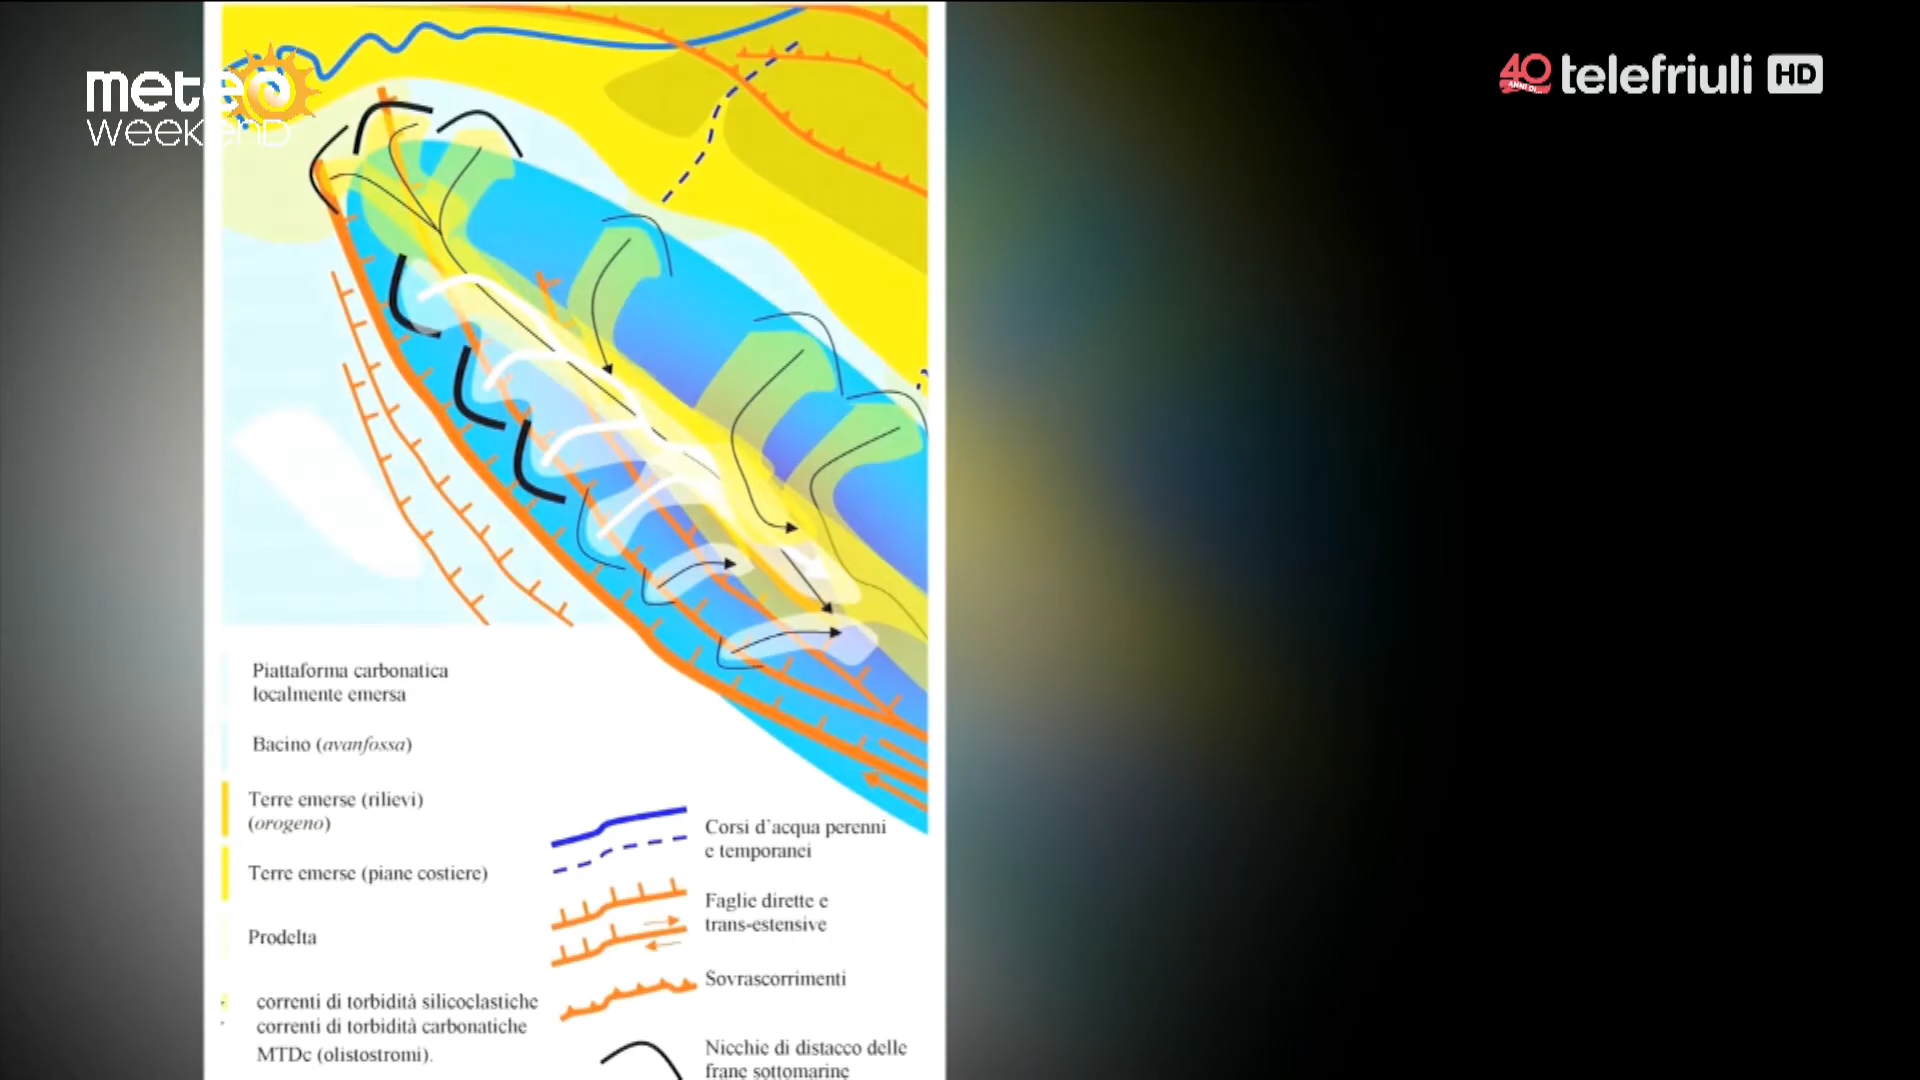 meteo
weekend
40
ANNI DI...
telefriuli HD
Piattaforma carbonatica
localmente emersa
Bacino (avanfossa)
Terre emerse (rilievi)
(orogeno)
Terre emerse (piane costiere)
Prodelta
correnti di torbidità silicoclastiche
correnti di torbidità carbonatiche
MTDc (olistostromi).
Corsi d'acqua perenni
e temporanei
Faglie dirette e
trans-estensive
Sovrascorrimenti
Nicchie di distacco delle
frane sottomarine